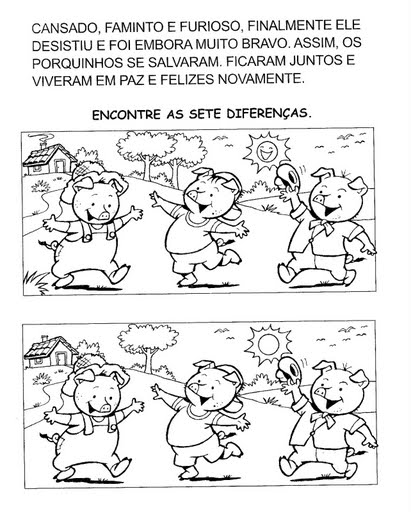 CANSADO, FAMINTO E FURIOSO, FINALMENTE ELE
DESISTIU E FOI EMBORA MUITO BRAVO. ASSIM, OS
PORQUINHOS SE SALVARAM. FICARAM JUNTOS E
VIVERAM EM PAZ E FELIZES NOVAMENTE.
ENCONTRE AS SETE DIFERENÇAS.